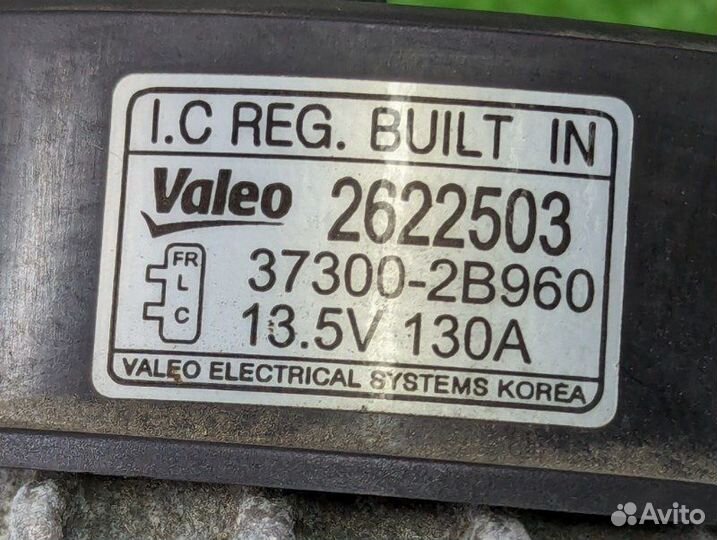 I.C REG. BUILT IN
Valeo 2622503
FR
L
C
37300-2B960
13.5V 130A
VALEO ELECTRICAL SYSTEMS KOREA
Avito